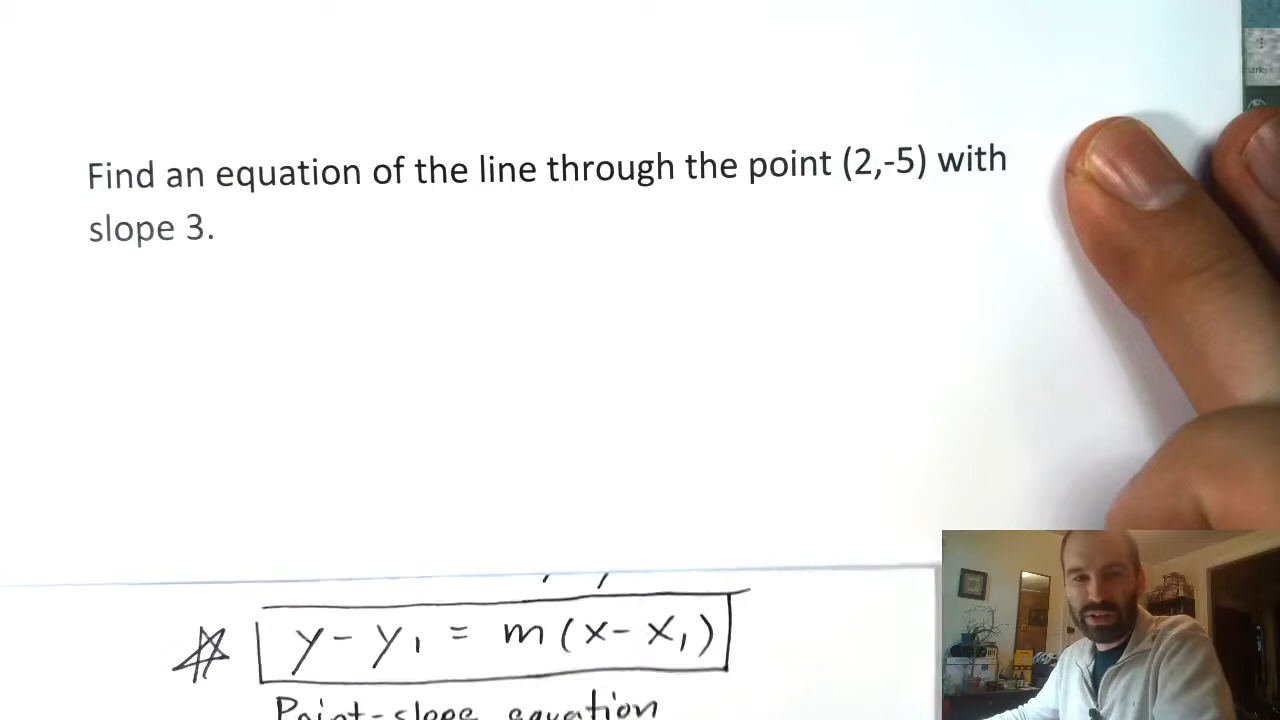 arks
Find an equation of the line through the point (2,-5) with
slope 3.
y - y₁ = m(x - x₁)
Point-slope equation